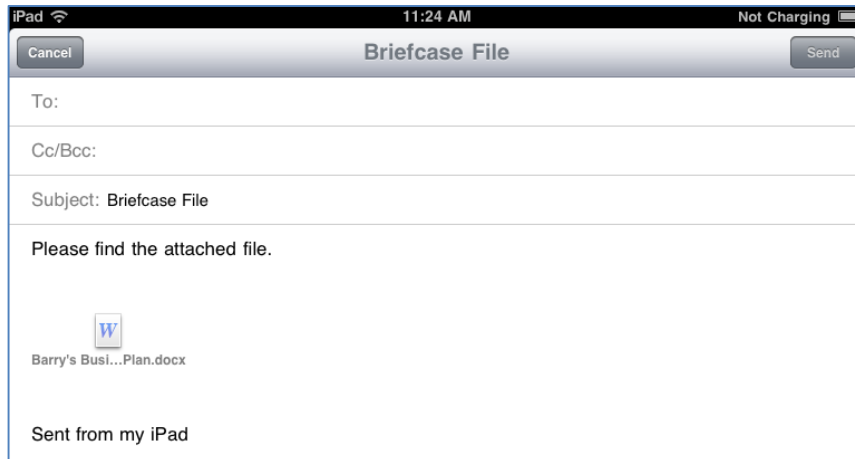 iPad 11:24 AM Not Charging
Cancel Briefcase File Send
To:
Cc/Bcc:
Subject: Briefcase File
Please find the attached file.
W
Barry's Busi...Plan.docx
Sent from my iPad